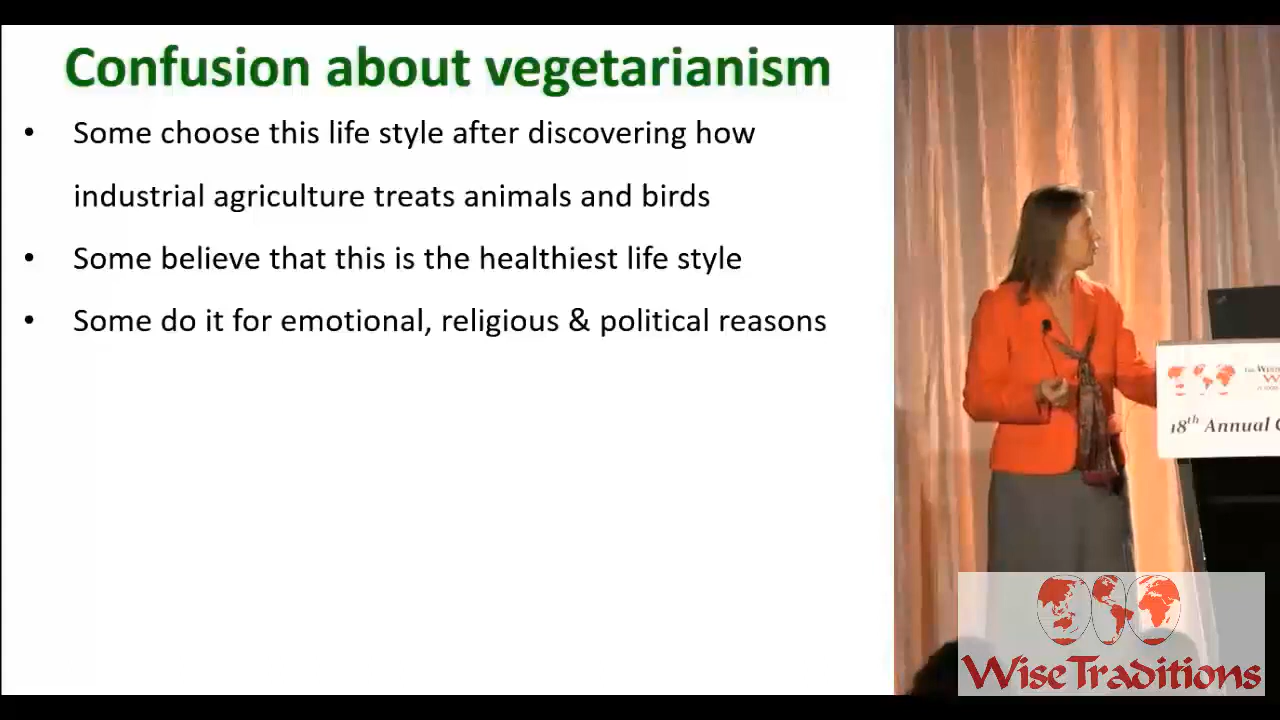 Confusion about vegetarianism
• Some choose this life style after discovering how
industrial agriculture treats animals and birds
• Some believe that this is the healthiest life style
• Some do it for emotional, religious & political reasons
18th Annual
WiseTraditions